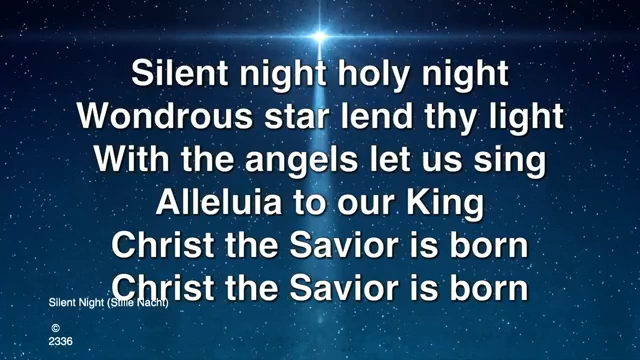 Silent night holy night
Wondrous star lend thy light
With the angels let us sing
Alleluia to our King
Christ the Savior is born
Christ the Savior is born
Silent Night (Stille Nacht)
©
2336